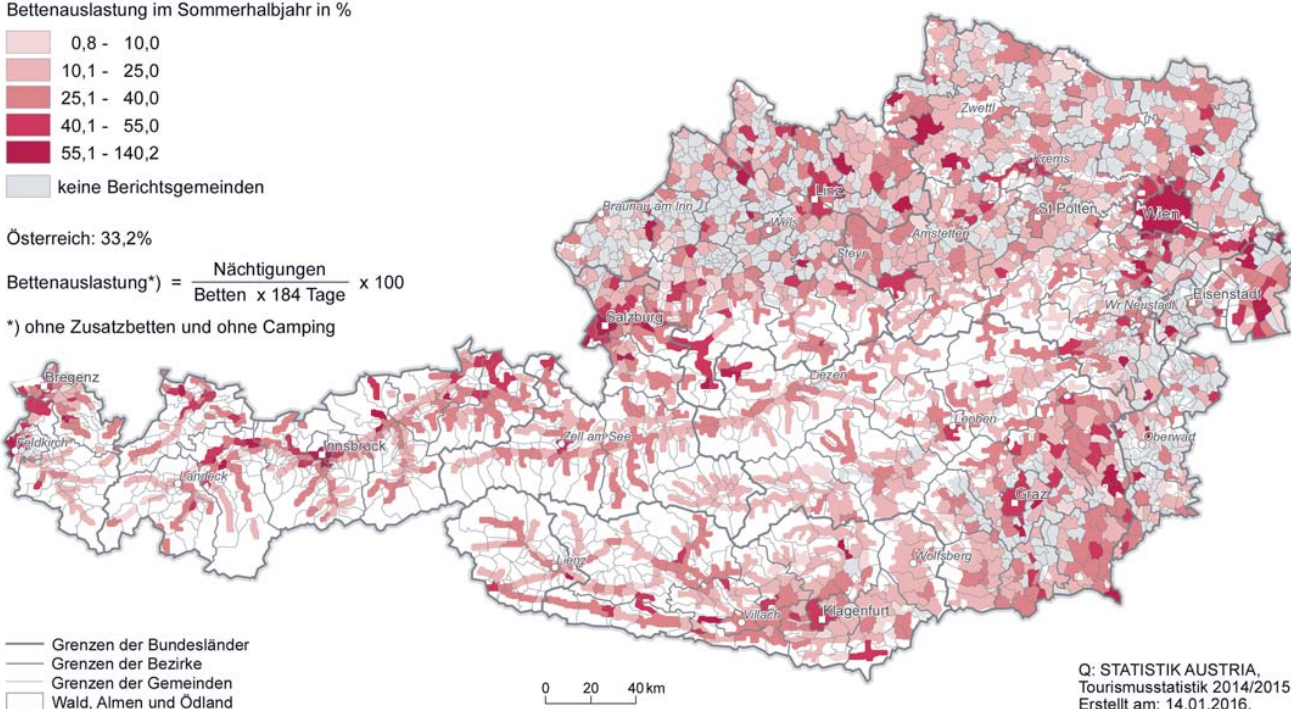 Bettenauslastung im Sommerhalbjahr in %
0,8 - 10,0
10,1 - 25,0
25,1 - 40,0
40,1 - 55,0
55,1 - 140,2
keine Berichtsgemeinden
Österreich: 33,2%
Bettenauslastung*) = Nächtigungen
Betten x 184 Tage x 100
*) ohne Zusatzbetten und ohne Camping
Zwettl
Krems
Linz
Braunau am Inn
Wels
St.Pölten
Wien
Amstetten
Steyr
Wr.Neustadt
Eisenstadt
Salzburg
Bregenz
Liezen
Leoben
Feldkirch
Innsbruck
Zell am See
Oberwart
Landeck
Graz
Lienz
Wolfsberg
Villach
Klagenfurt
Grenzen der Bundesländer
Grenzen der Bezirke
Grenzen der Gemeinden
Wald, Almen und Ödland
0 20 40 km
Q: STATISTIK AUSTRIA,
Tourismusstatistik 2014/2015
Erstellt am: 14.01.2016.